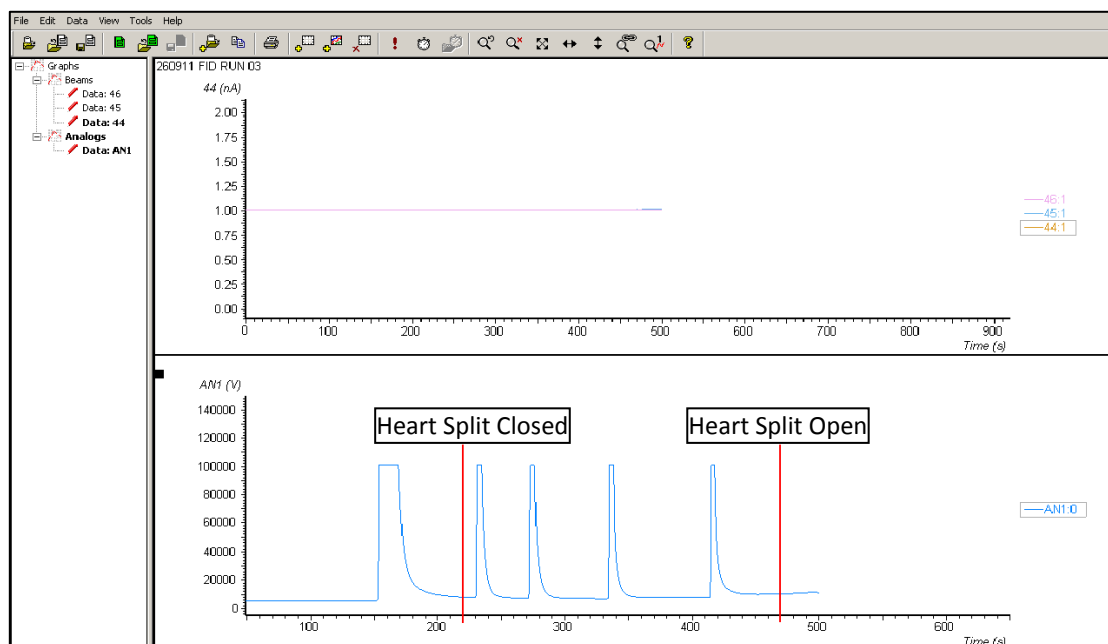 File Edit Data View Tools Help
Graphs
Beams
Data: 46
Data: 45
Data: 44
Analogs
Data: AN1
260911 FID RUN 03
44 (nA)
2.00
1.75
1.50
1.25
1.00
0.75
0.50
0.25
0.00
0 100 200 300 400 500 600 700 800 900
Time (s)
46:1
45:1
44:1
AN1 (V)
140000
120000
100000
80000
60000
40000
20000
0
Heart Split Closed
Heart Split Open
100 200 300 400 500 600
Time (s)
AN1:0